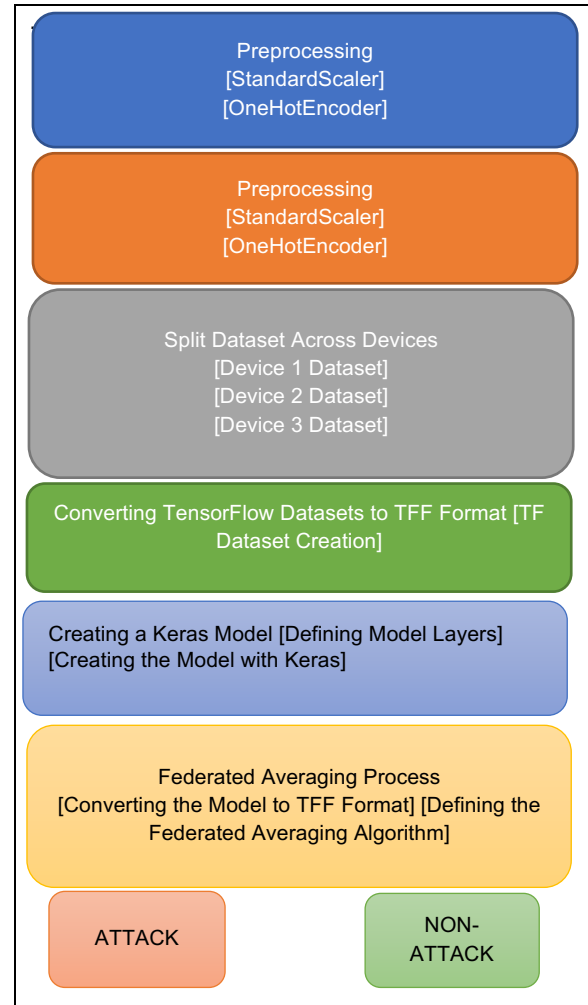 Preprocessing
[StandardScaler]
[OneHotEncoder]
Preprocessing
[StandardScaler]
[OneHotEncoder]
Split Dataset Across Devices
[Device 1 Dataset]
[Device 2 Dataset]
[Device 3 Dataset]
Converting TensorFlow Datasets to TFF Format [TF
Dataset Creation]
Creating a Keras Model [Defining Model Layers]
[Creating the Model with Keras]
Federated Averaging Process
[Converting the Model to TFF Format] [Defining the
Federated Averaging Algorithm]
ATTACK
NON-
ATTACK